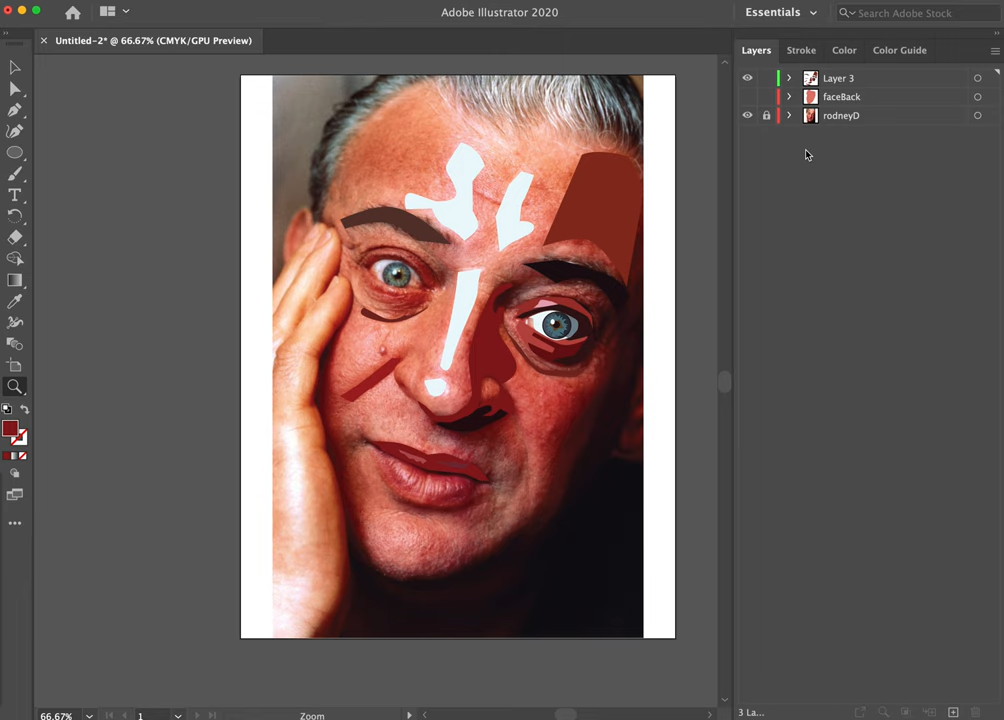 Adobe Illustrator 2020
Essentials
Search Adobe Stock
Untitled-2* @ 66.67% (CMYK/GPU Preview)
Layers
Stroke
Color
Color Guide
Layer 3
faceBack
rodneyD
T
66.67%
1
Zoom
3 La...